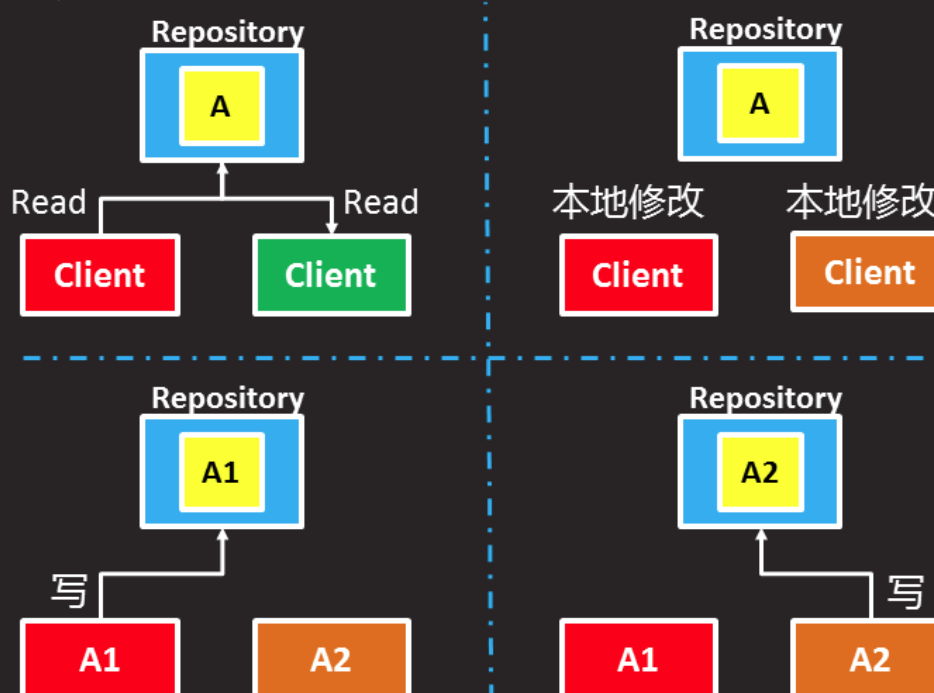 Repository
A
Read
Read
Client
Client
Repository
A
本地修改
本地修改
Client
Client
Repository
A1
写
A1
A2
Repository
A2
写
A1
A2